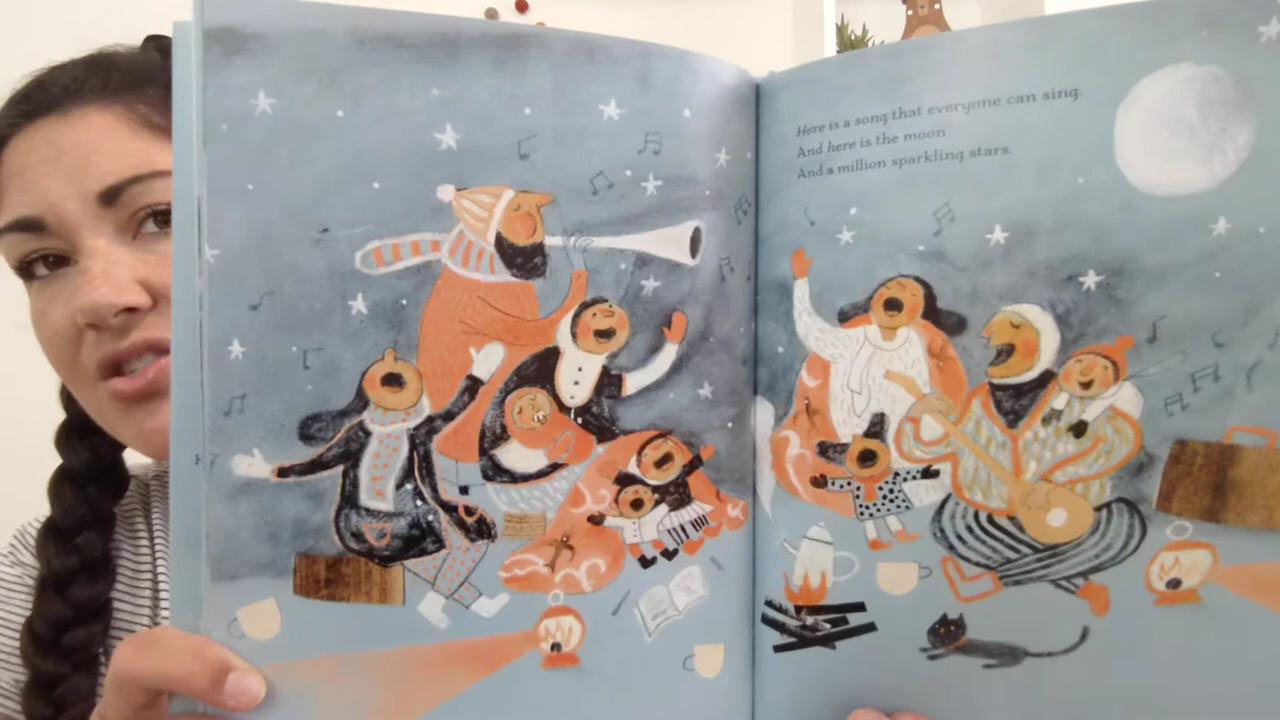 Here is a song that everyone can sing.
And here is the moon
And a million sparkling stars.